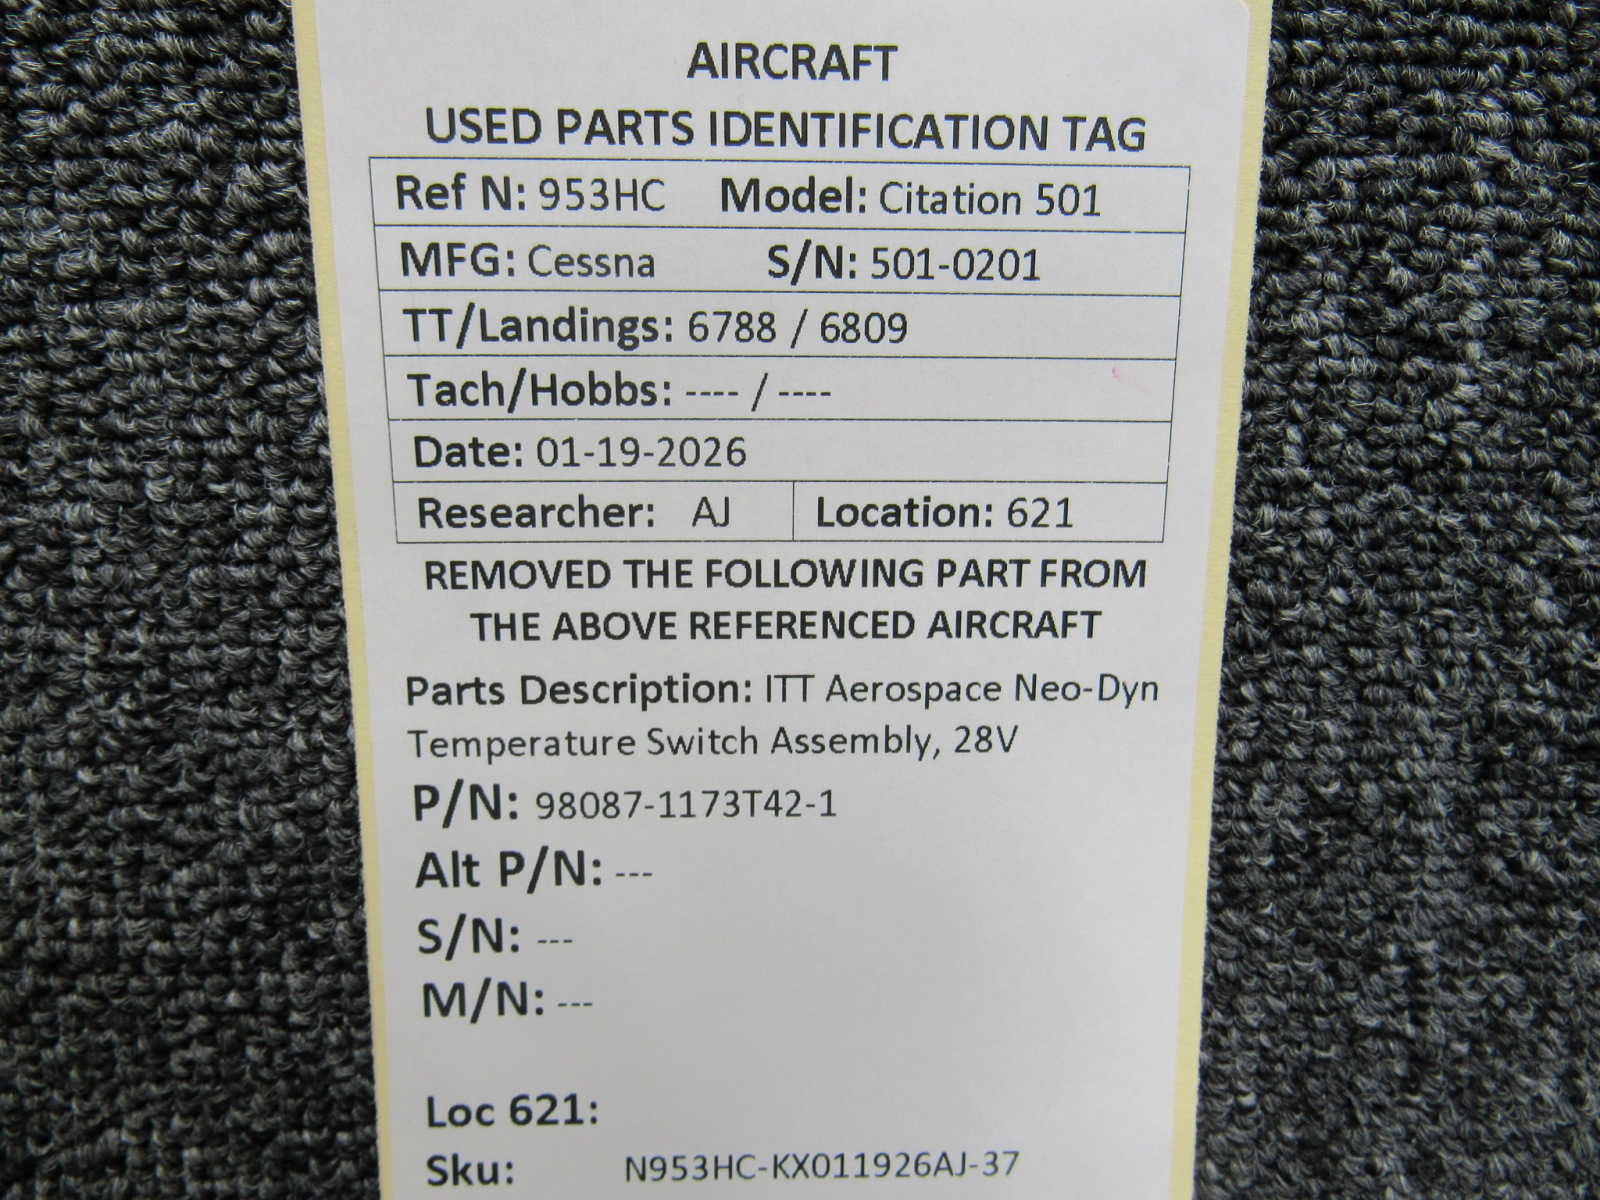 AIRCRAFT
USED PARTS IDENTIFICATION TAG
Ref N: 953HC Model: Citation 501
MFG: Cessna S/N: 501-0201
TT/Landings: 6788 / 6809
Tach/Hobbs: ---- / ----
Date: 01-19-2026
Researcher: AJ Location: 621
REMOVED THE FOLLOWING PART FROM
THE ABOVE REFERENCED AIRCRAFT
Parts Description: ITT Aerospace Neo-Dyn
Temperature Switch Assembly, 28V
P/N: 98087-1173T42-1
Alt P/N: ---
S/N: ---
M/N: ---
Loc 621:
Sku: N953HC-KX011926AJ-37